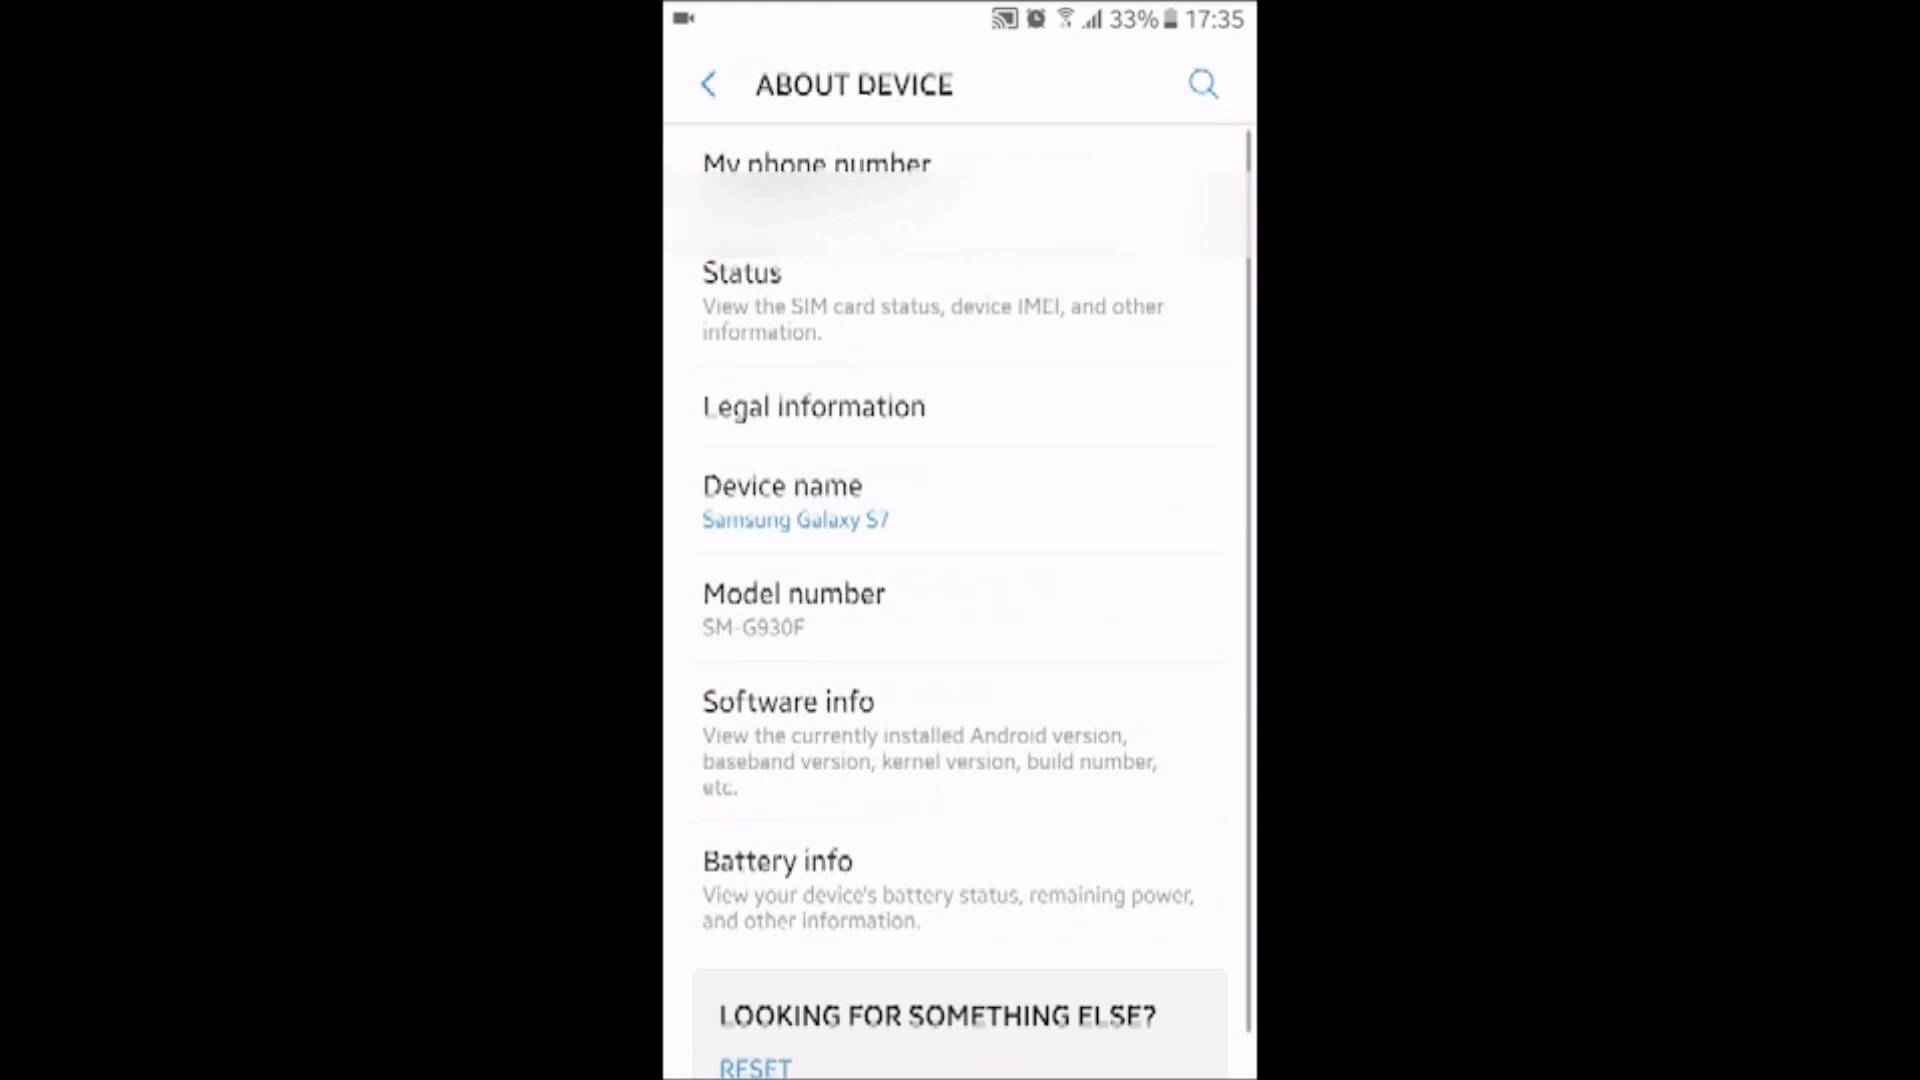 33% 17:35
ABOUT DEVICE
My phone number
Status
View the SIM card status, device IMEI, and other
information.
Legal information
Device name
Samsung Galaxy S7
Model number
SM-G930F
Software info
View the currently installed Android version,
baseband version, kernel version, build number,
etc.
Battery info
View your device's battery status, remaining power,
and other information.
LOOKING FOR SOMETHING ELSE?
RESET